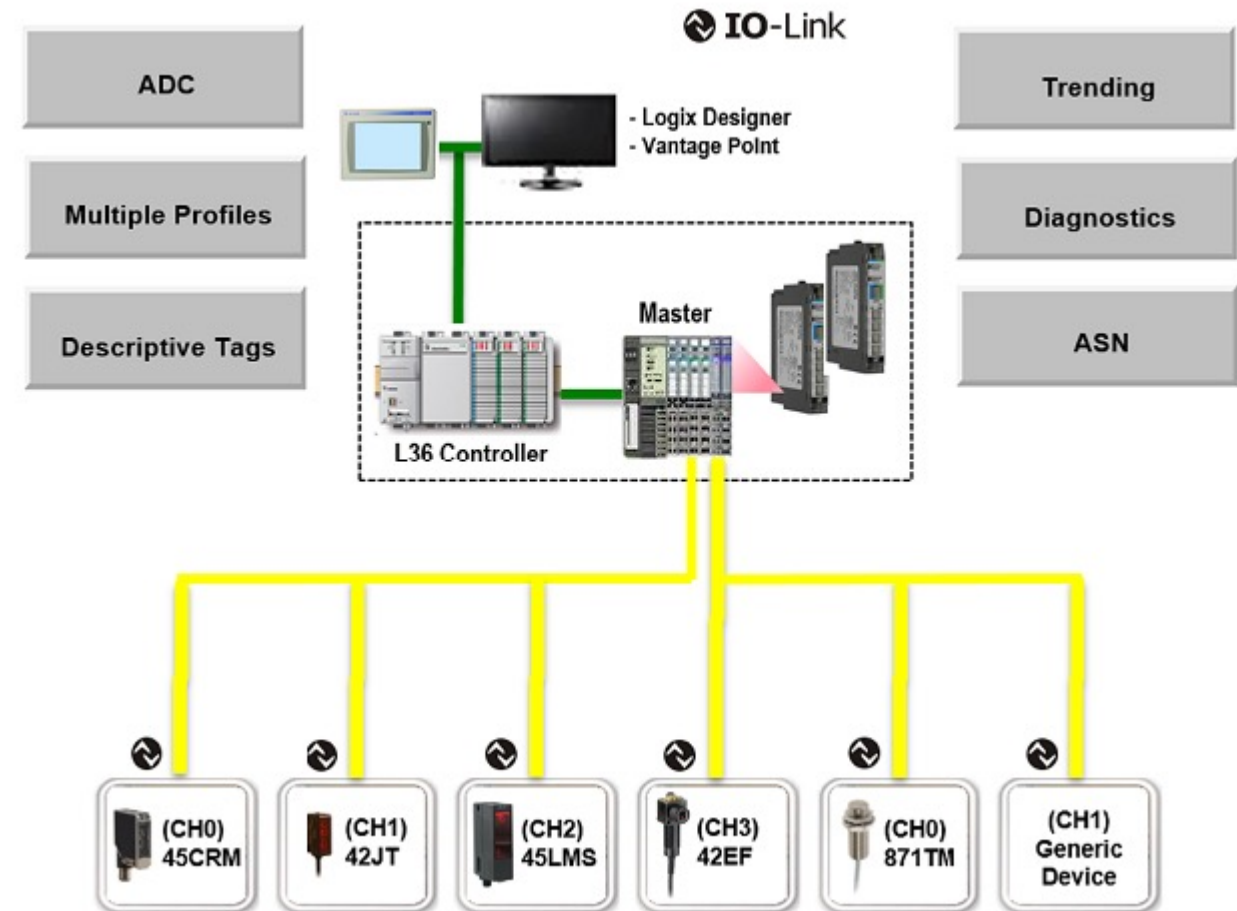 IO-Link
ADC
Trending
- Logix Designer
- Vantage PoInt
Multiple Profiles
Diagnostics
Descriptive Tags
ASN
Master
L36 Controller
(CH0)
45CRM
(CH1)
42JT
(CH2)
45LMS
(CH3)
42EF
(CH0)
871TM
(CH1)
Generic
Device